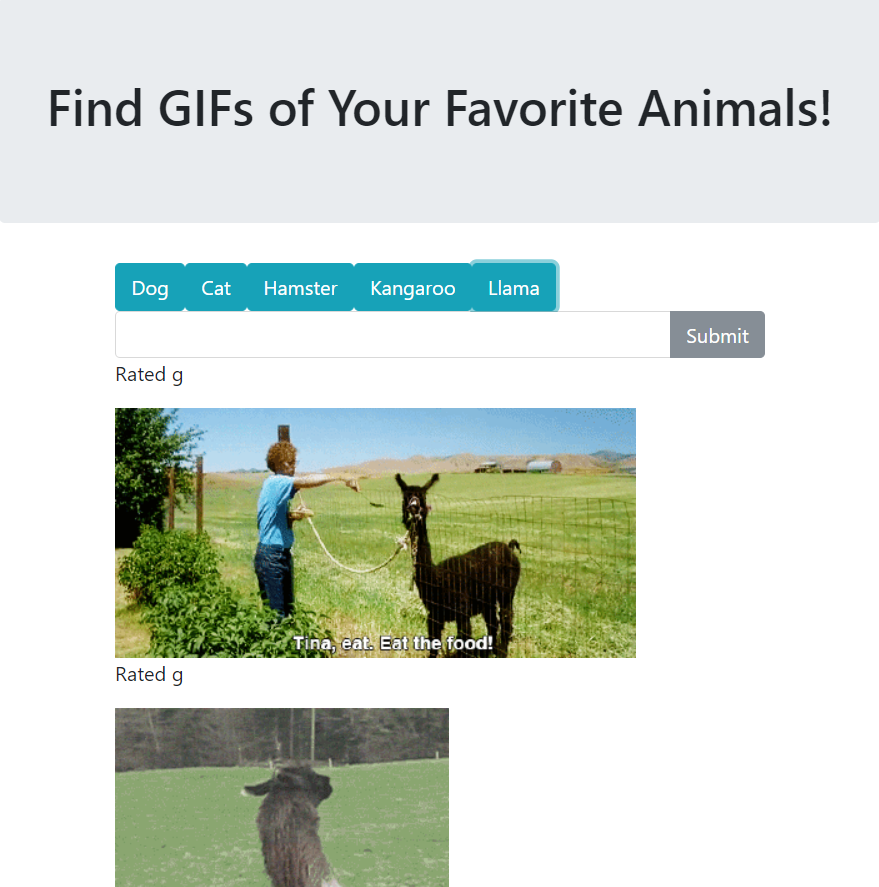 Find GIFs of Your Favorite Animals!
Dog Cat Hamster Kangaroo Llama
Submit
Rated g
Tina, eat. Eat the food!
Rated g